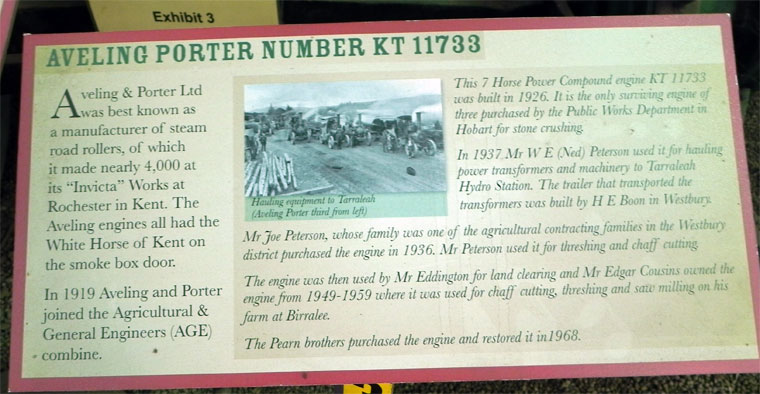 Exhibit 3
AVELING PORTER NUMBER KT 11733
Aveling & Porter Ltd
was best known as
a manufacturer of steam
road rollers, of which
it made nearly 4,000 at
its “Invicta” Works at
Rochester in Kent. The
Aveling engines all had the
White Horse of Kent on
the smoke box door.
In 1919 Aveling and Porter
joined the Agricultural &
General Engineers (AGE)
combine.
Hauling equipment to Tarraleah
(Aveling Porter third from left)
This 7 Horse Power Compound engine KT 11733
was built in 1926. It is the only surviving engine of
three purchased by the Public Works Department in
Hobart for stone crushing.
In 1937 Mr W E (Ned) Peterson used it for hauling
power transformers and machinery to Tarraleah
Hydro Station. The trailer that transported the
transformers was built by H E Boon in Westbury.
Mr Joe Peterson, whose family was one of the agricultural contracting families in the Westbury
district purchased the engine in 1936. Mr Peterson used it for threshing and chaff cutting.
The engine was then used by Mr Eddington for land clearing and Mr Edgar Cousins owned the
engine from 1949-1959 where it was used for chaff cutting, threshing and saw milling on his
farm at Birralee.
The Pearn brothers purchased the engine and restored it in1968.